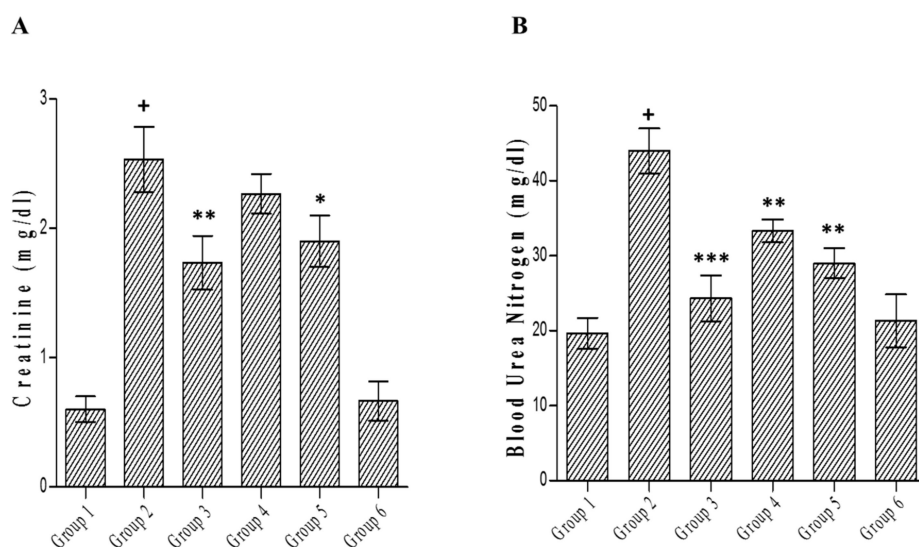 A
Creatinine (mg/dl)
3
2
1
0
+
**
*
Group 1
Group 2
Group 3
Group 4
Group 5
Group 6
B
Blood Urea Nitrogen (mg/dl)
50
40
30
20
10
0
+
***
**
**
Group 1
Group 2
Group 3
Group 4
Group 5
Group 6